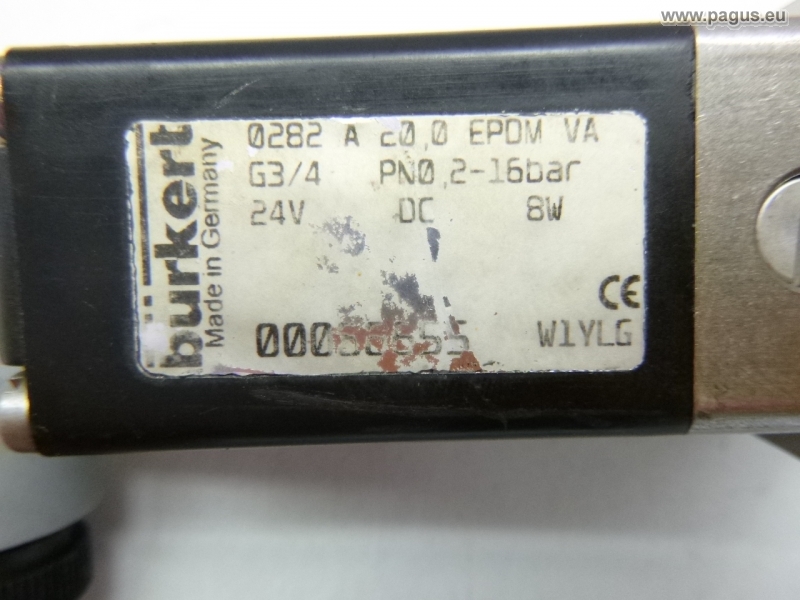 www.pagus.eu
bürkert
Made in Germany
0282 A 20,0 EPDM VA
G3/4 PN0,2-16bar
24V DC 8W
CE
W1YLG